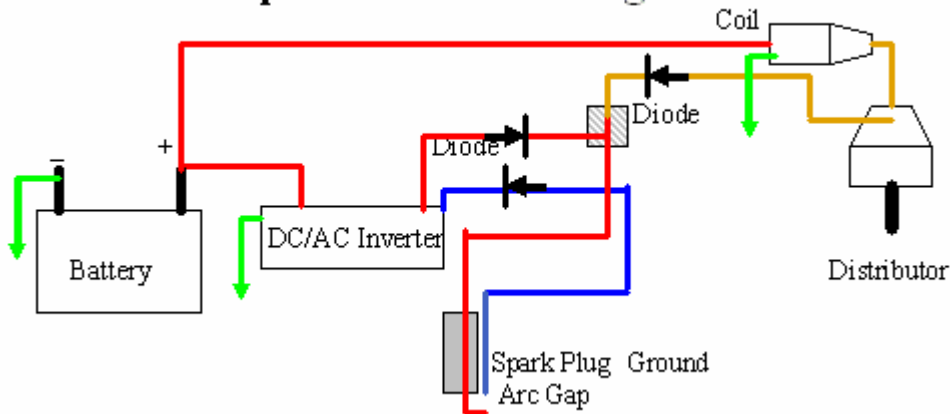 Coil
Diode
Diode
+
–
DC/AC Inverter
Battery
Distributor
Spark Plug Ground
Arc Gap